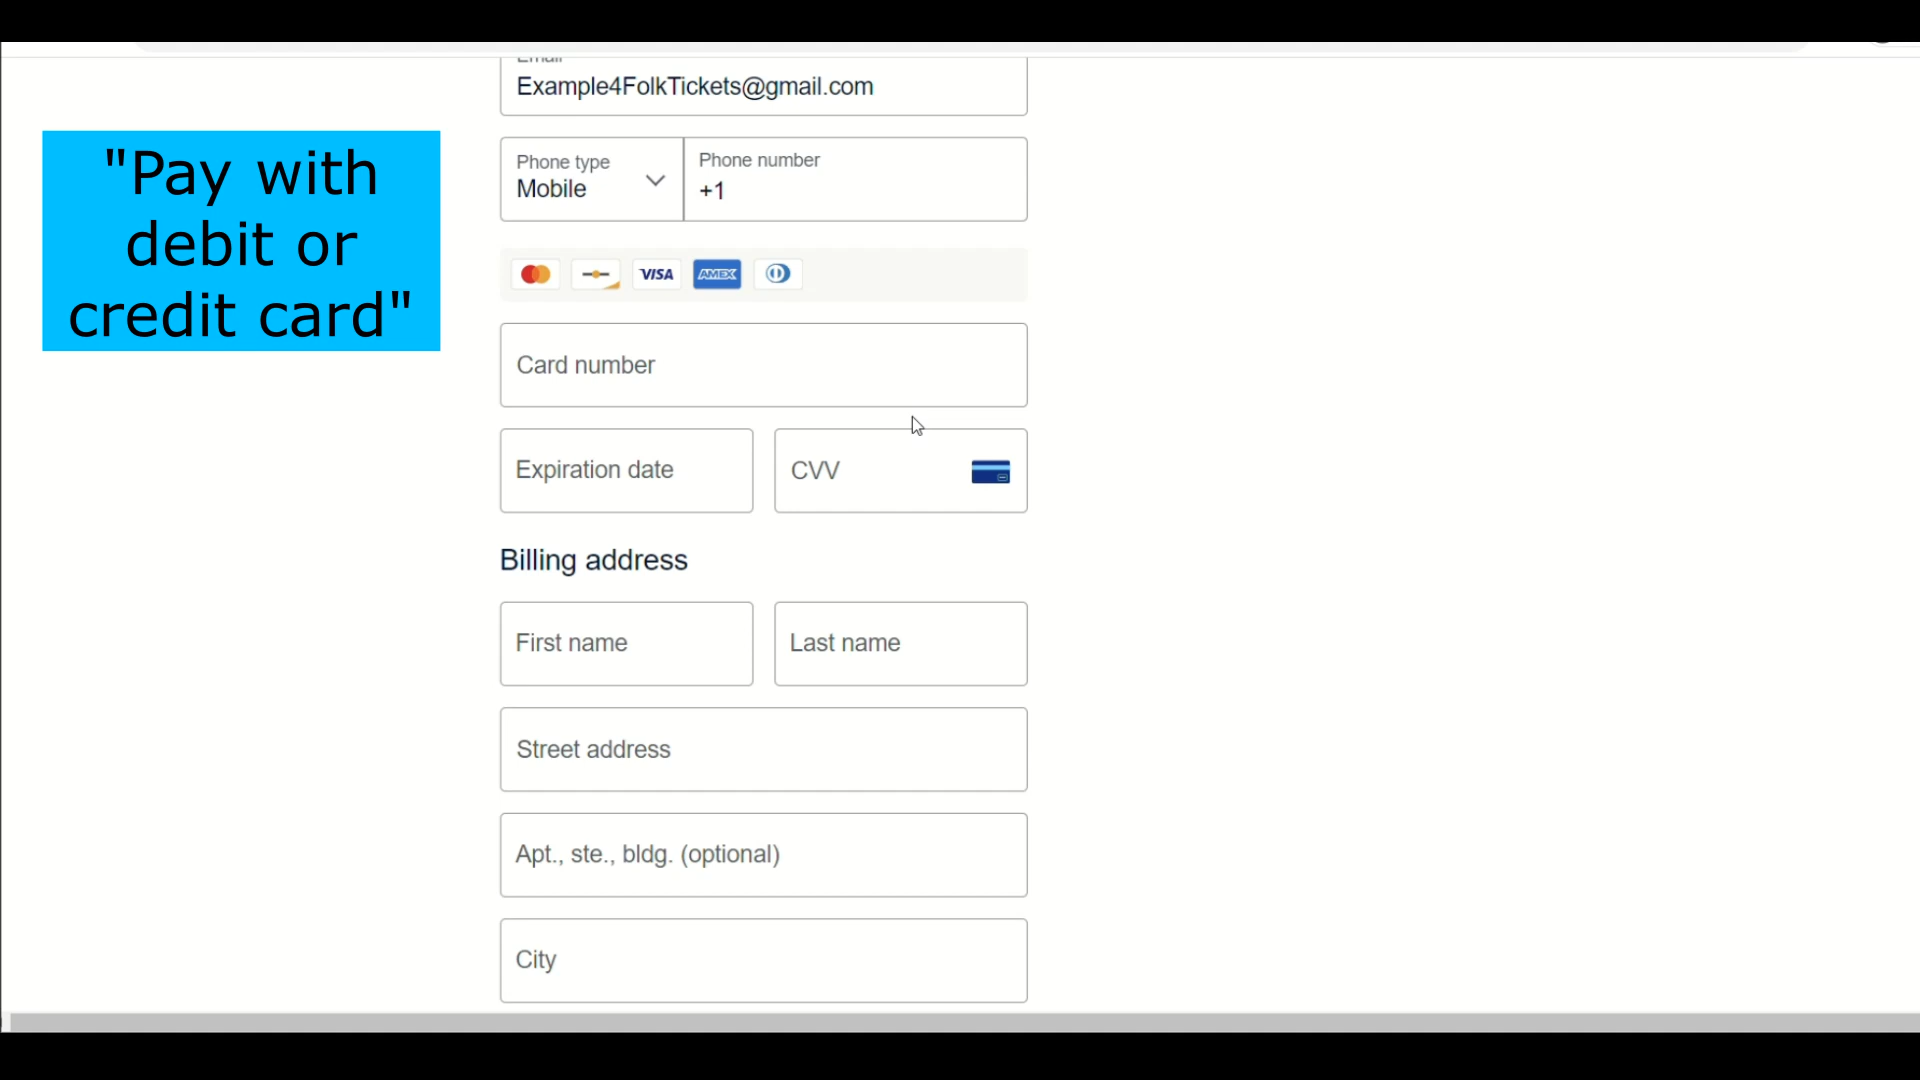 Email
Example4FolkTickets@gmail.com
"Pay with
debit or
credit card"
Phone type
Mobile
Phone number
+1
VISA
AMEX
Card number
Expiration date
CVV
Billing address
First name
Last name
Street address
Apt., ste., bldg. (optional)
City